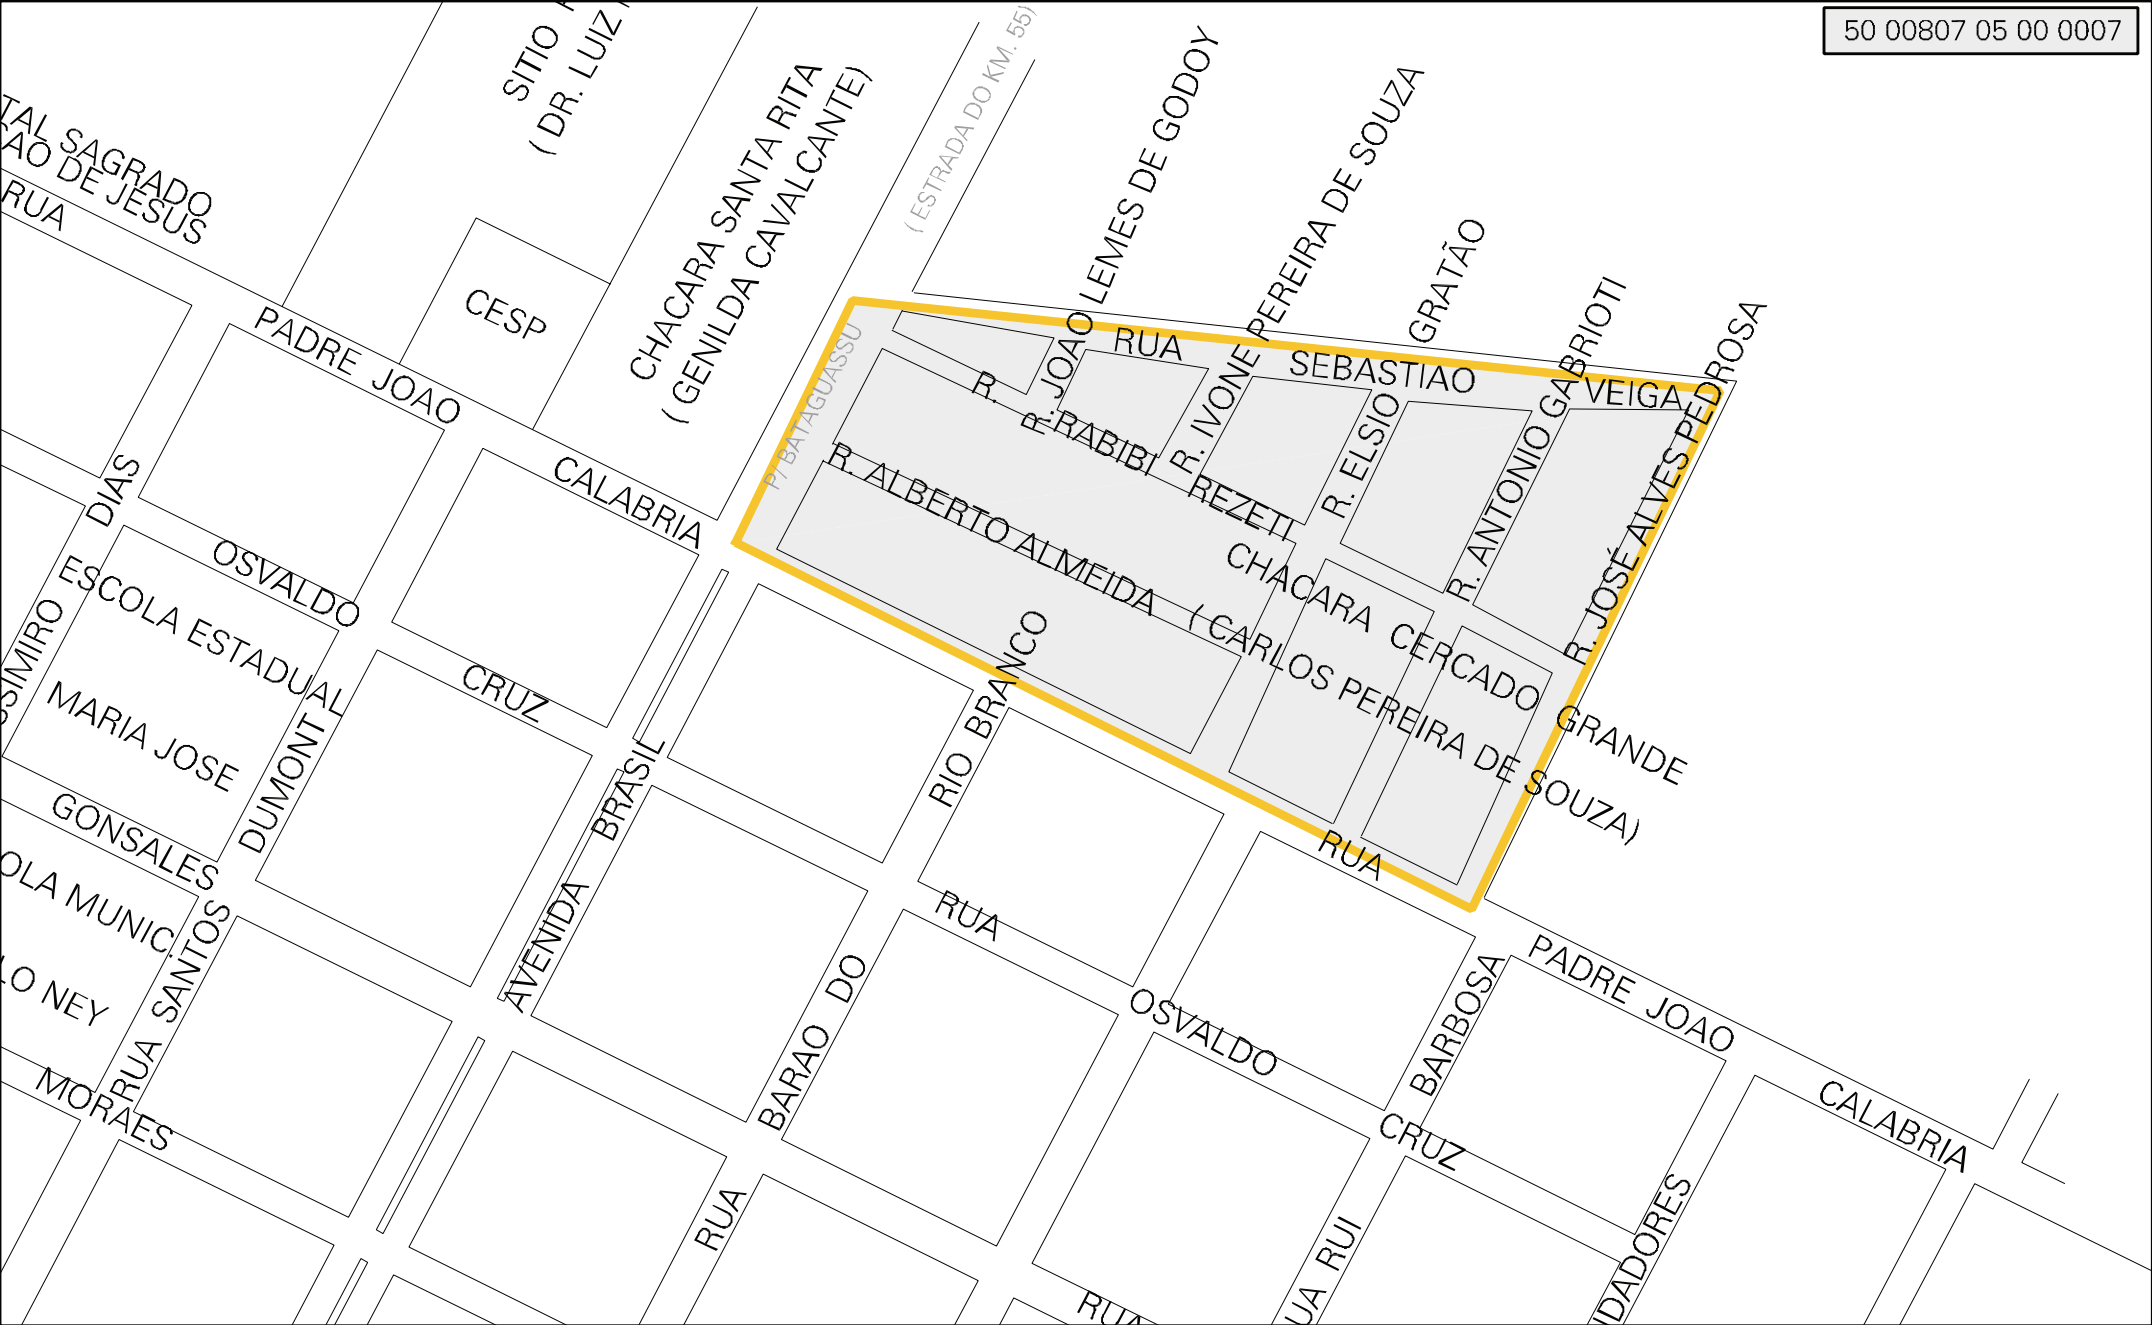 50 00807 05 00 0007
SITIO
( DR. LUIZ
CHACARA SANTA RITA
( GENILDA CAVALCANTE)
( ESTRADA DO KM. 55)
P/ BATAGUASSU
R. JOAO LEMES DE GODOY
R. IVONE PEREIRA DE SOUZA
R. ELSIO GRATÃO
R. ANTONIO GABRIOTI
R. JOSÉ ALVES PEDROSA
TAL SAGRADO
AO DE JESUS
RUA
PADRE JOAO
CALABRIA
CESP
RUA SEBASTIAO VEIGA
R. RABIBI REZETI
R. ALBERTO ALMEIDA
CHACARA CERCADO GRANDE
( CARLOS PEREIRA DE SOUZA)
DIAS
SIMIRO
OSVALDO
CRUZ
ESCOLA ESTADUAL
MARIA JOSE
DUMONT
RUA SANTOS
GONSALES
OLA MUNIC.
LO NEY
MORAES
AVENIDA BRASIL
RIO BRANCO
BARAO DO
RUA
RUA
PADRE JOAO
CALABRIA
RUA
OSVALDO
CRUZ
BARBOSA
UA RUI
IDADORES
RUA